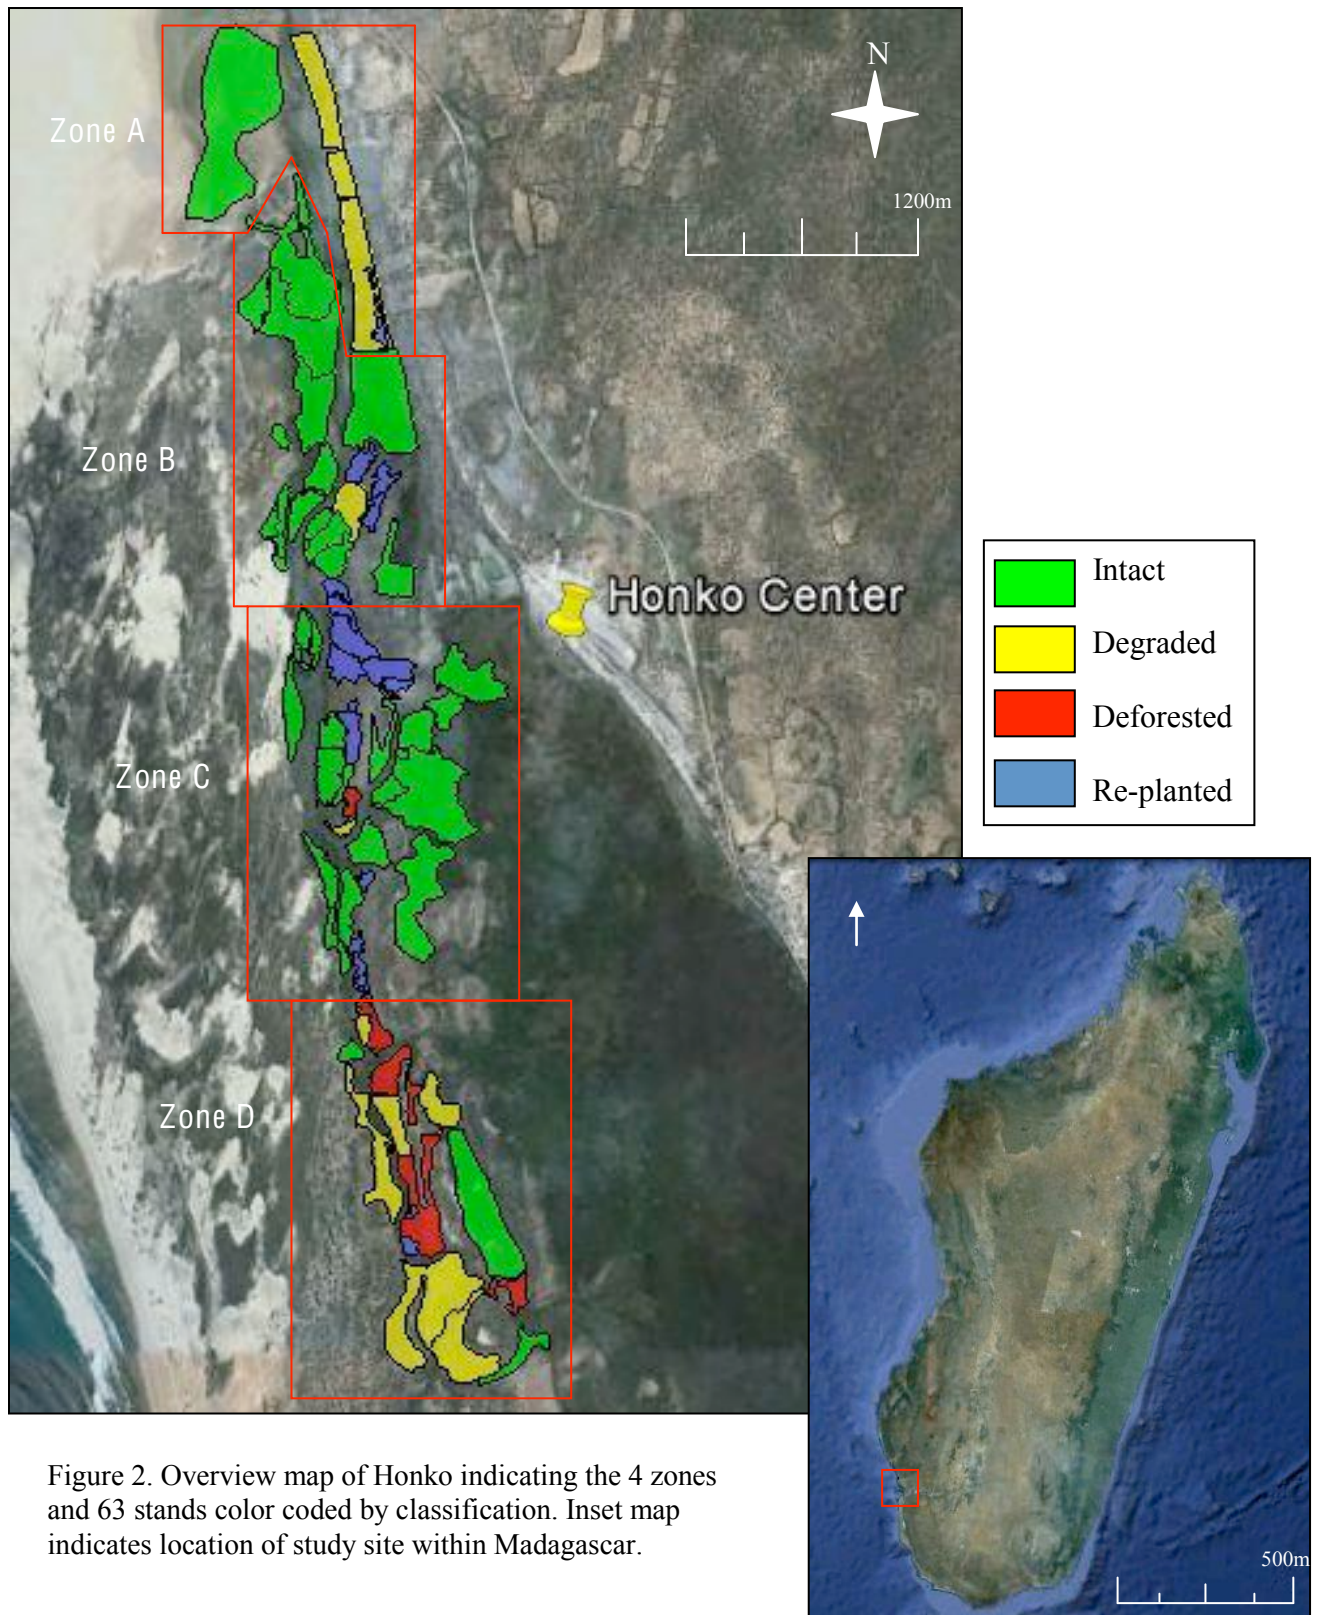 N
Zone A
1200m
Zone B
Honko Center
Intact
Degraded
Deforested
Re-planted
Zone C
Zone D
500m
Figure 2. Overview map of Honko indicating the 4 zones
and 63 stands color coded by classification. Inset map
indicates location of study site within Madagascar.